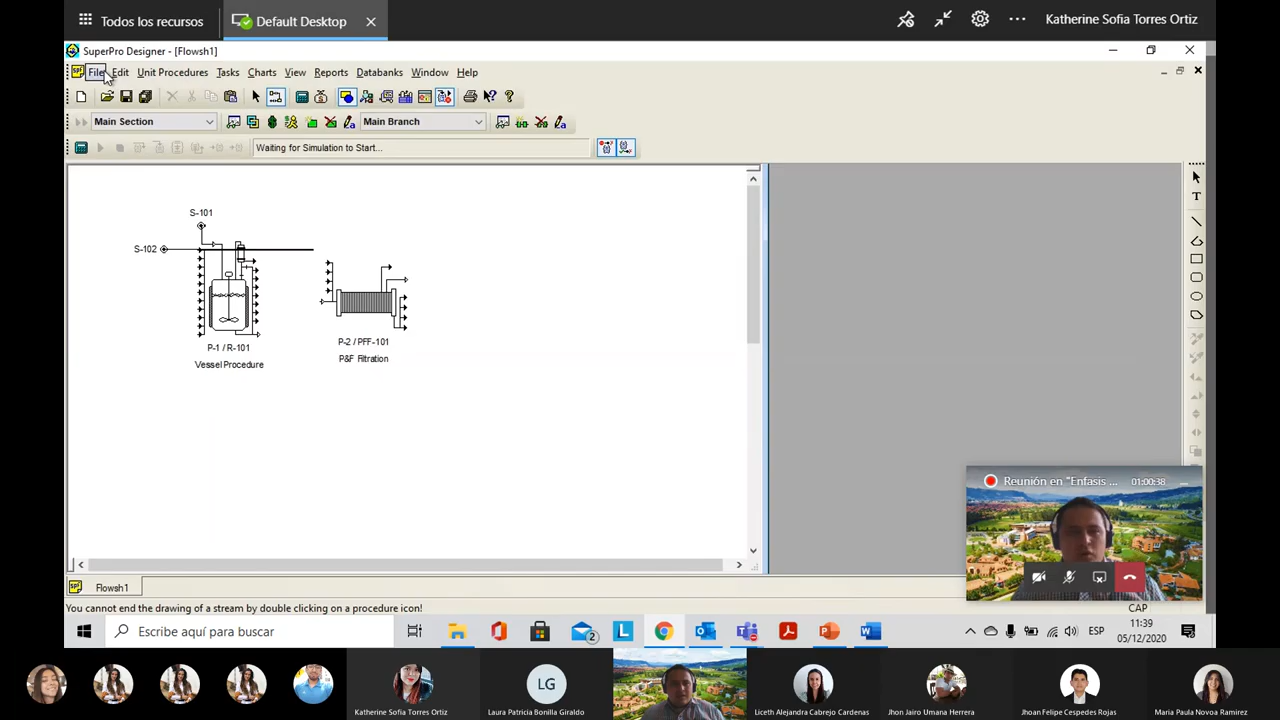 Todos los recursos
Default Desktop
Katherine Sofia Torres Ortiz
SuperPro Designer - [Flowsh1]
File Edit Unit Procedures Tasks Charts View Reports Databanks Window Help
Main Section
Main Branch
Waiting for Simulation to Start...
S-101
S-102
P-1 / R-101
Vessel Procedure
P-2 / PFF-101
P&F Filtration
Reunión en "Enfasis ...
01:00:38
Flowsh1
You cannot end the drawing of a stream by double clicking on a procedure icon!
CAP
Escribe aquí para buscar
2
ESP
11:39
05/12/2020
LG
Katherine Sofia Torres Ortiz
Laura Patricia Bonilla Giraldo
Liceth Alejandra Cabrejo Cardenas
Jhon Jairo Umana Herrera
Jhoan Felipe Cespedes Rojas
Maria Paula Novoa Ramirez